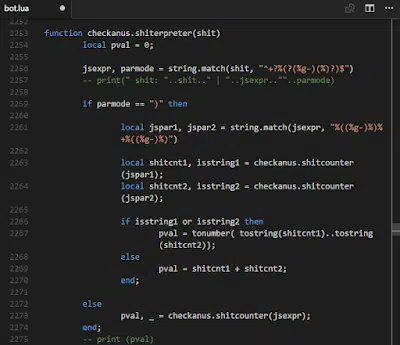 bot.lua
2252
2253 function checkanus.shiterpreter(shit)
2254 local pval = 0;
2255
2256 jsexpr, parmode = string.match(shit, "^+?%(?(%g-)(%)?)$")
2257 -- print(" shit: "..shit.." | "..jsexpr..""..parmode)
2258
2259 if parmode == ")" then
2260
2261 local jspar1, jspar2 = string.match(jsexpr, "%((%g-)%)%
+%((%g-)%)")
2262
2263 local shitcnt1, isstring1 = checkanus.shitcounter
(jspar1);
2264 local shitcnt2, isstring2 = checkanus.shitcounter
(jspar2);
2265
2266 if isstring1 or isstring2 then
2267 pval = tonumber( tostring(shitcnt1)..tostring
(shitcnt2));
2268 else
2269 pval = shitcnt1 + shitcnt2;
2270 end;
2271
2272 else
2273 pval, _ = checkanus.shitcounter(jsexpr);
2274 end;
2275 -- print (pval)